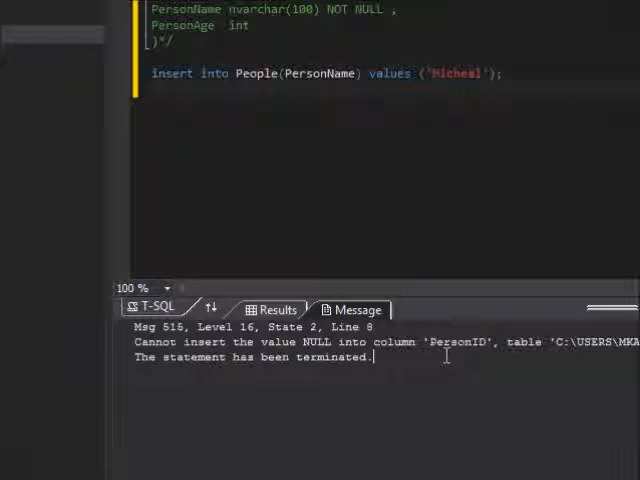 PersonName nvarchar(100) NOT NULL ,
PersonAge int
)*/
insert into People(PersonName) values ('Micheal');
100 %
T-SQL
Results
Message
Msg 515, Level 16, State 2, Line 8
Cannot insert the value NULL into column 'PersonID', table 'C:\USERS\MKA
The statement has been terminated.